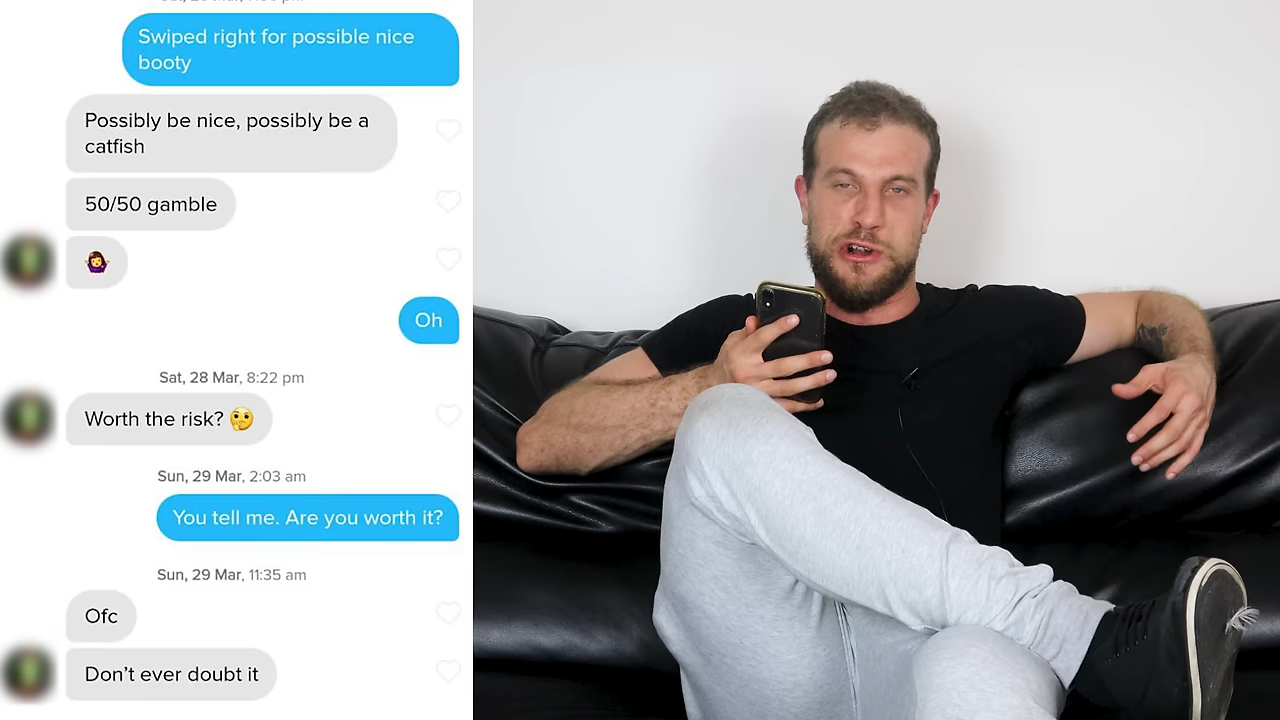 Swiped right for possible nice
booty
Possibly be nice, possibly be a
catfish
50/50 gamble
🤷‍♀️
Oh
Sat, 28 Mar, 8:22 pm
Worth the risk? 🤔
Sun, 29 Mar, 2:03 am
You tell me. Are you worth it?
Sun, 29 Mar, 11:35 am
Ofc
Don't ever doubt it